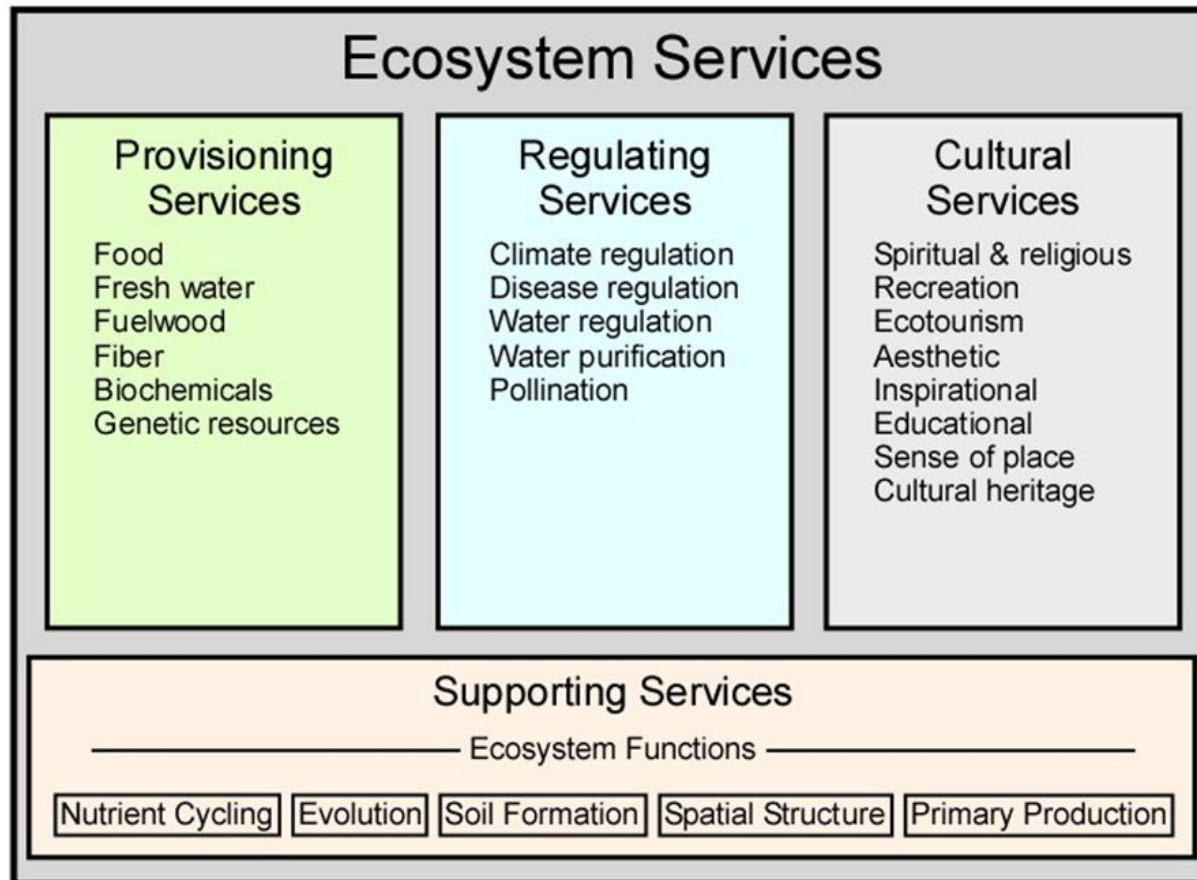 Ecosystem Services
Provisioning
Services
Food
Fresh water
Fuelwood
Fiber
Biochemicals
Genetic resources
Regulating
Services
Climate regulation
Disease regulation
Water regulation
Water purification
Pollination
Cultural
Services
Spiritual & religious
Recreation
Ecotourism
Aesthetic
Inspirational
Educational
Sense of place
Cultural heritage
Supporting Services
Ecosystem Functions
Nutrient Cycling
Evolution
Soil Formation
Spatial Structure
Primary Production